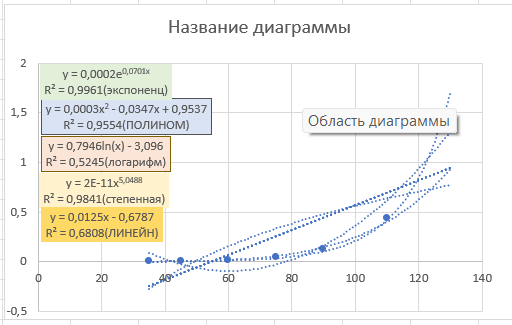 Название диаграммы
2
y = 0,0002e^0,0701x
R² = 0,9961(экспоненц)
y = 0,0003x² - 0,0347x + 0,9537
R² = 0,9554(ПОЛИНОМ)
1,5
Область диаграммы
y = 0,7946ln(x) - 3,096
R² = 0,5245(логарифм)
1
y = 2E-11x^5,0488
R² = 0,9841(степенная)
0,5
y = 0,0125x - 0,6787
R² = 0,6808(ЛИНЕЙН)
0
0 20 40 60 80 100 120 140
-0,5